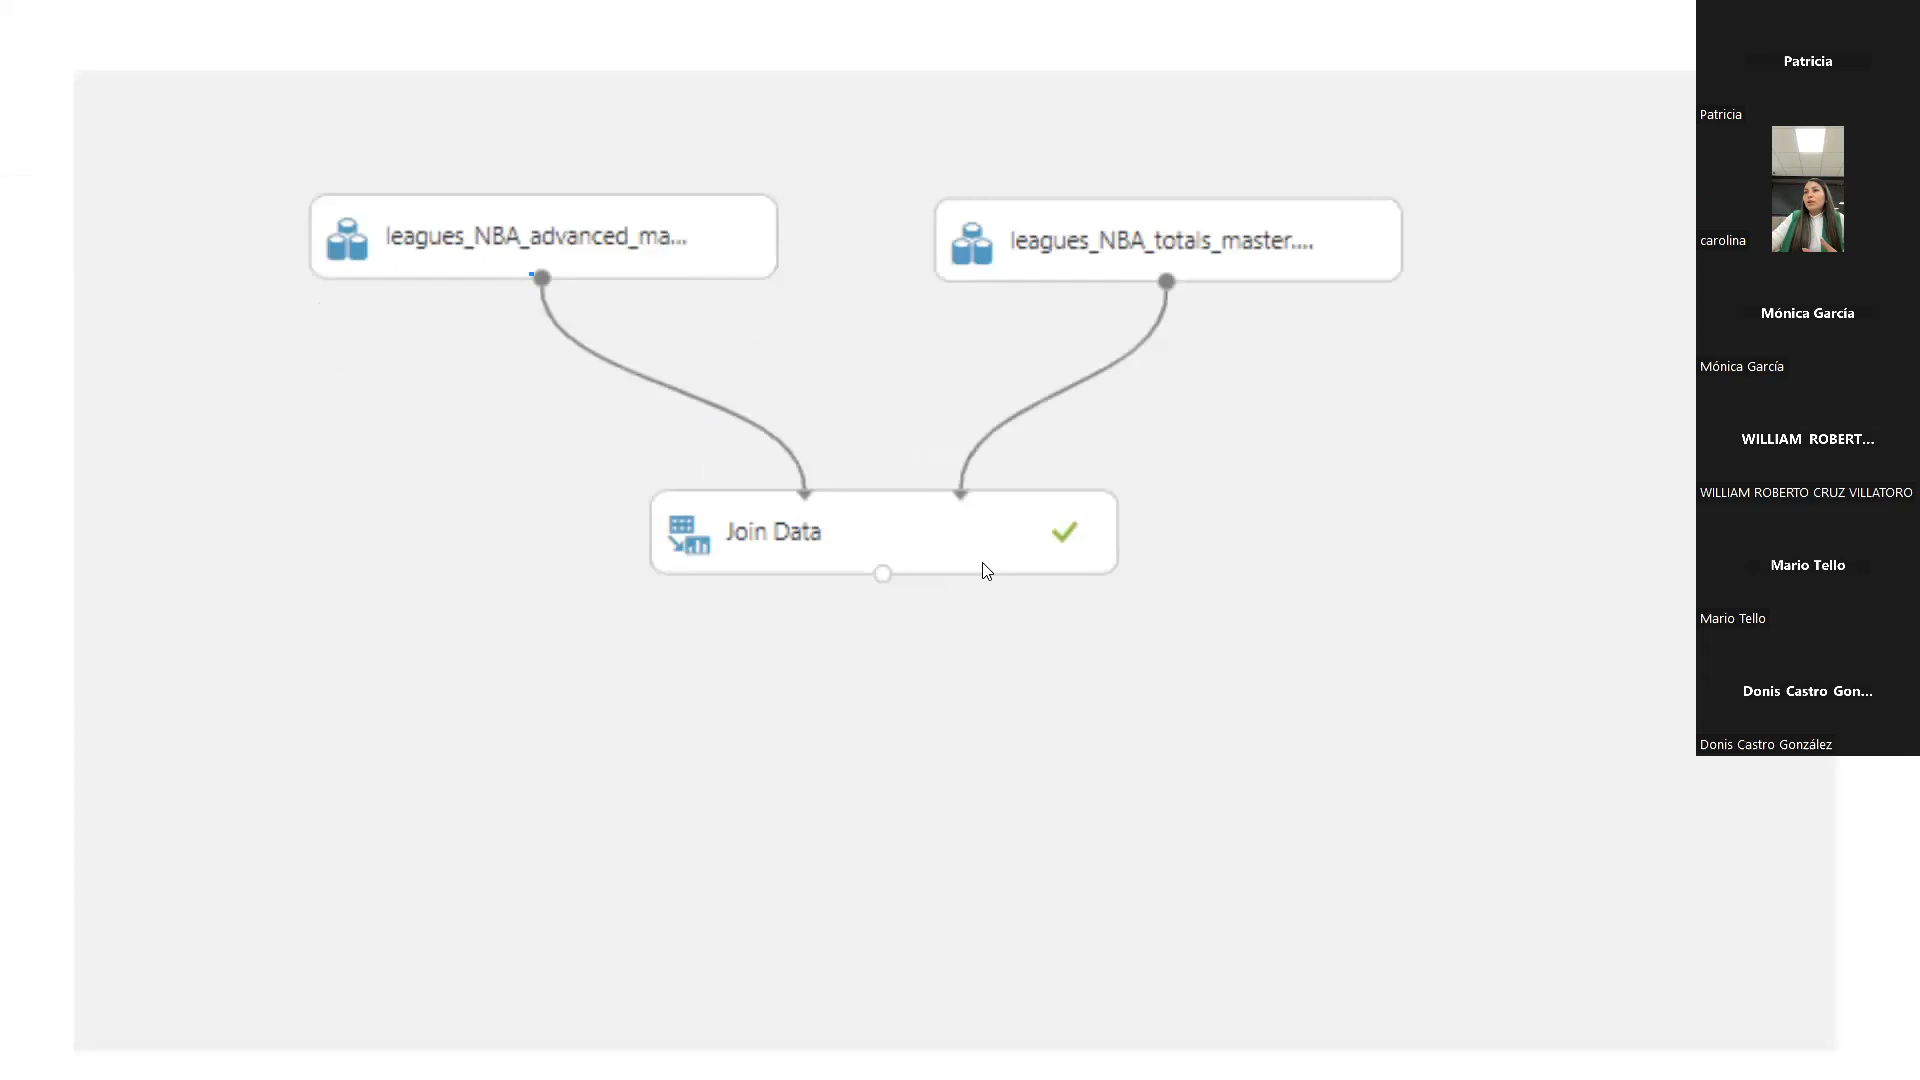 leagues_NBA_advanced_ma...
leagues_NBA_totals_master....
Join Data
Patricia
Patricia
carolina
Mónica García
Mónica García
WILLIAM ROBERT...
WILLIAM ROBERTO CRUZ VILLATORO
Mario Tello
Mario Tello
Donis Castro Gon...
Donis Castro González